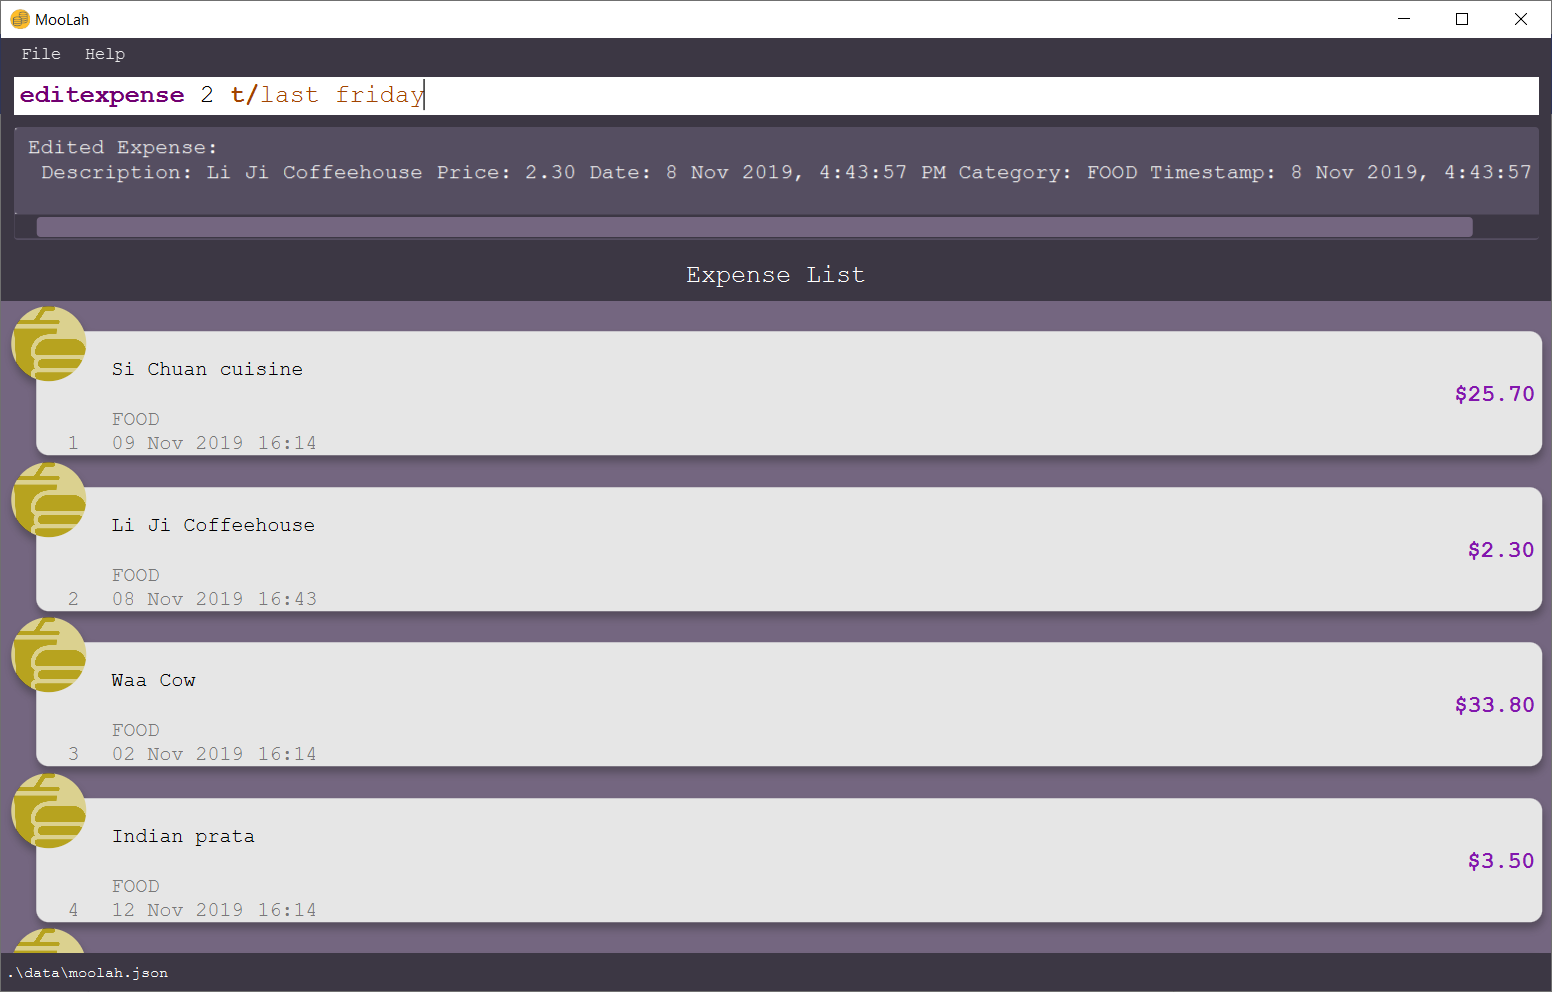 MooLah
File Help
editexpense 2 t/last friday
Edited Expense:
Description: Li Ji Coffeehouse Price: 2.30 Date: 8 Nov 2019, 4:43:57 PM Category: FOOD Timestamp: 8 Nov 2019, 4:43:57
Expense List
Si Chuan cuisine
$25.70
FOOD
1 09 Nov 2019 16:14
Li Ji Coffeehouse
$2.30
FOOD
2 08 Nov 2019 16:43
Waa Cow
$33.80
FOOD
3 02 Nov 2019 16:14
Indian prata
$3.50
FOOD
4 12 Nov 2019 16:14
.\data\moolah.json